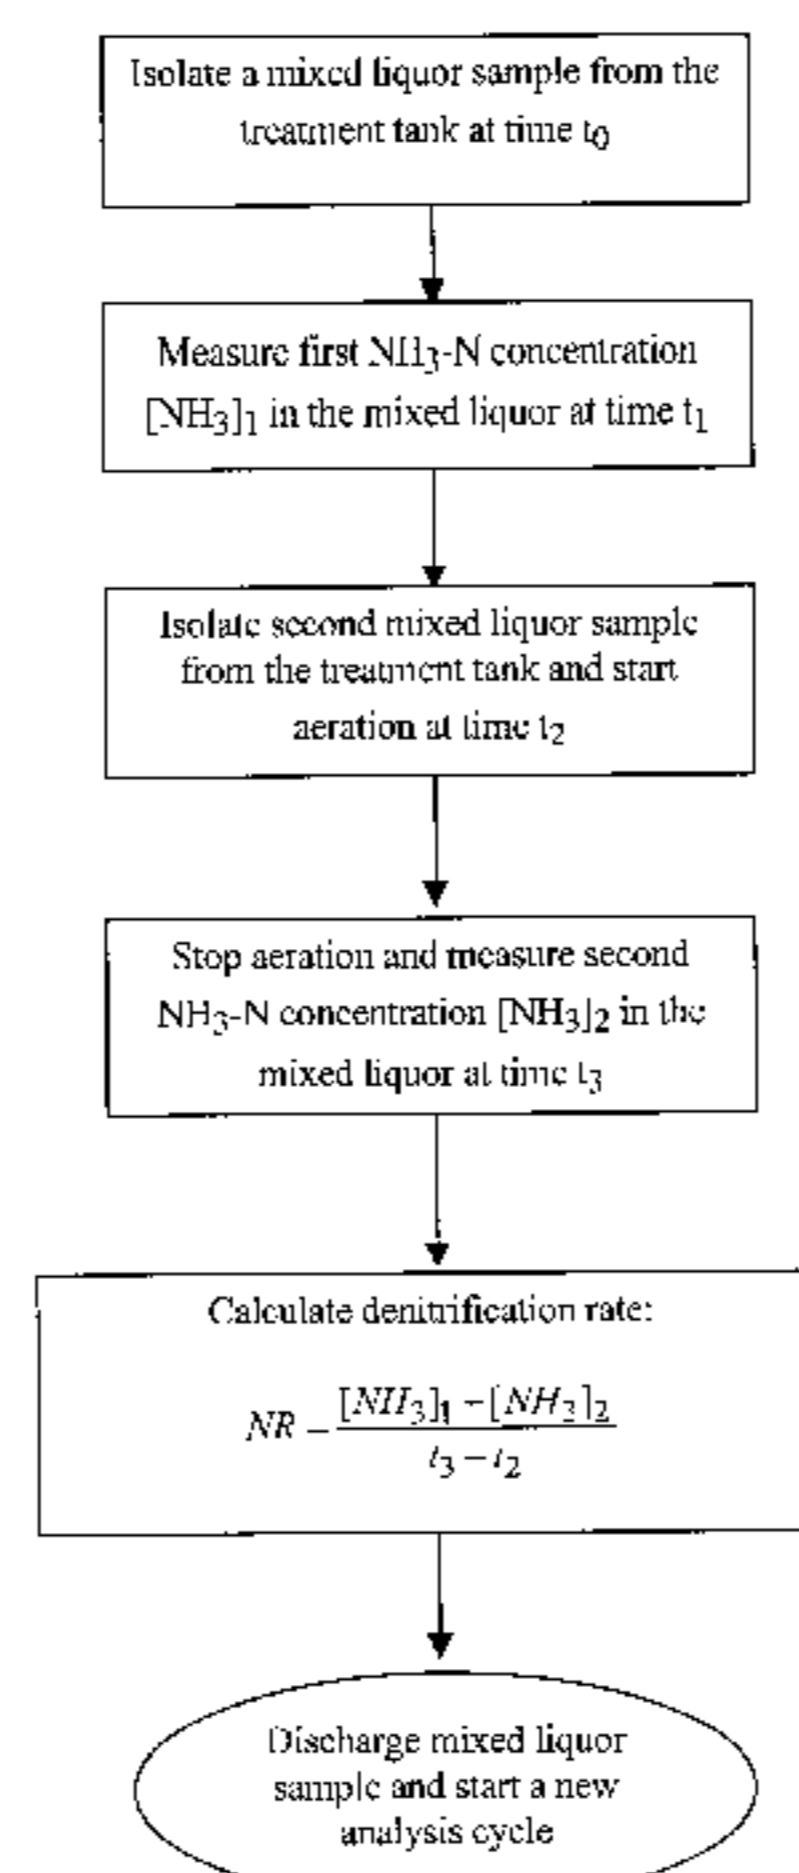 Isolate a mixed liquor sample from the
treatment tank at time t0
Measure first NH3-N concentration
[NH3]1 in the mixed liquor at time t1
Isolate second mixed liquor sample
from the treatment tank and start
aeration at time t2
Stop aeration and measure second
NH3-N concentration [NH3]2 in the
mixed liquor at time t3
Calculate denitrification rate:
NR = ([NH3]1 - [NH3]2) / (t3 - t2)
Discharge mixed liquor
sample and start a new
analysis cycle